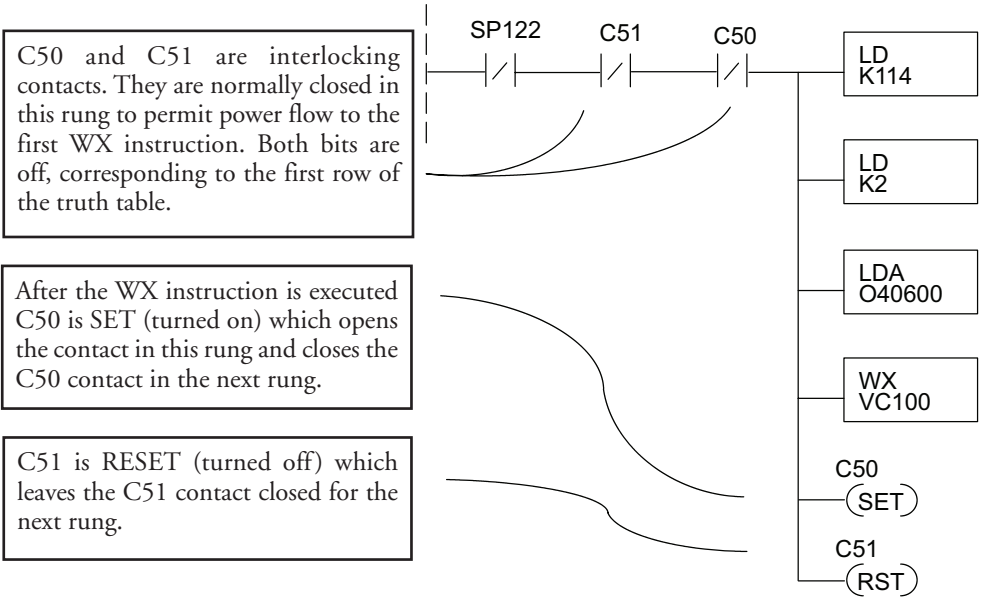 C50 and C51 are interlocking
contacts. They are normally closed in
this rung to permit power flow to the
first WX instruction. Both bits are
off, corresponding to the first row of
the truth table.
After the WX instruction is executed
C50 is SET (turned on) which opens
the contact in this rung and closes the
C50 contact in the next rung.
C51 is RESET (turned off) which
leaves the C51 contact closed for the
next rung.
SP122
C51
C50
LD
K114
LD
K2
LDA
O40600
WX
VC100
C50
SET
C51
RST